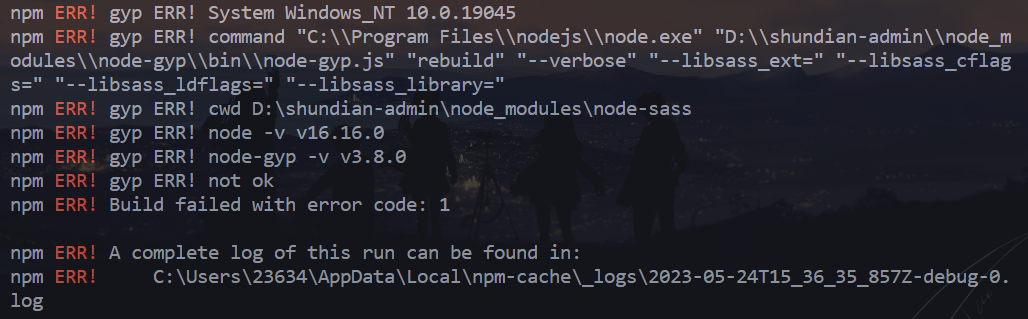 npm ERR! gyp ERR! System Windows_NT 10.0.19045
npm ERR! gyp ERR! command "C:\\Program Files\\nodejs\\node.exe" "D:\\shundian-admin\\node_m
odules\\node-gyp\\bin\\node-gyp.js" "rebuild" "--verbose" "--libsass_ext=" "--libsass_cflag
s=" "--libsass_ldflags=" "--libsass_library="
npm ERR! gyp ERR! cwd D:\shundian-admin\node_modules\node-sass
npm ERR! gyp ERR! node -v v16.16.0
npm ERR! gyp ERR! node-gyp -v v3.8.0
npm ERR! gyp ERR! not ok
npm ERR! Build failed with error code: 1
npm ERR! A complete log of this run can be found in:
npm ERR!     C:\Users\23634\AppData\Local\npm-cache\_logs\2023-05-24T15_36_35_857Z-debug-0.
log